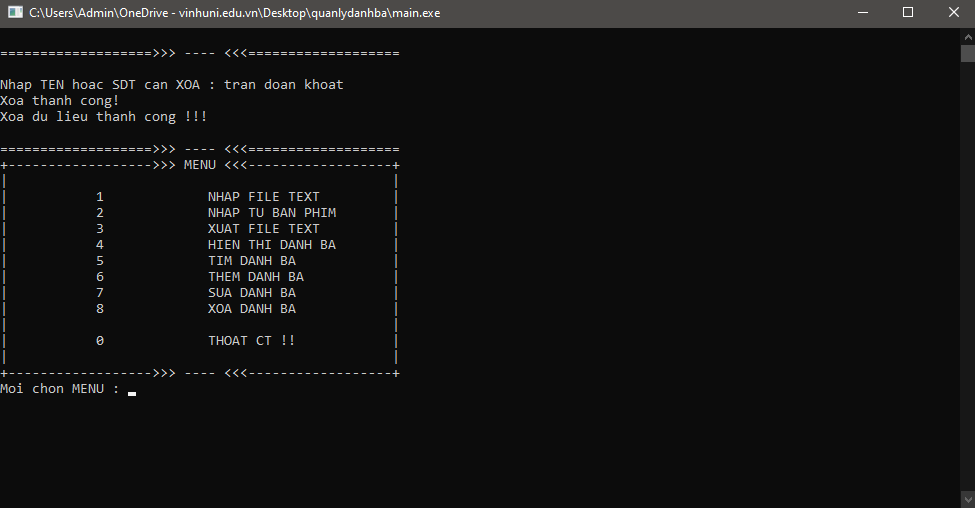 C:\Users\Admin\OneDrive - vinhuni.edu.vn\Desktop\quanlydanhba\main.exe
===================>>> ---- <<<===================
Nhap TEN hoac SDT can XOA : tran doan khoat
Xoa thanh cong!
Xoa du lieu thanh cong !!!
===================>>> ---- <<<===================
+------------------>>> MENU <<<------------------+
|                                                |
|           1             NHAP FILE TEXT         |
|           2             NHAP TU BAN PHIM       |
|           3             XUAT FILE TEXT         |
|           4             HIEN THI DANH BA       |
|           5             TIM DANH BA            |
|           6             THEM DANH BA           |
|           7             SUA DANH BA            |
|           8             XOA DANH BA            |
|                                                |
|           0             THOAT CT !!            |
|                                                |
+------------------>>> ---- <<<------------------+
Moi chon MENU :